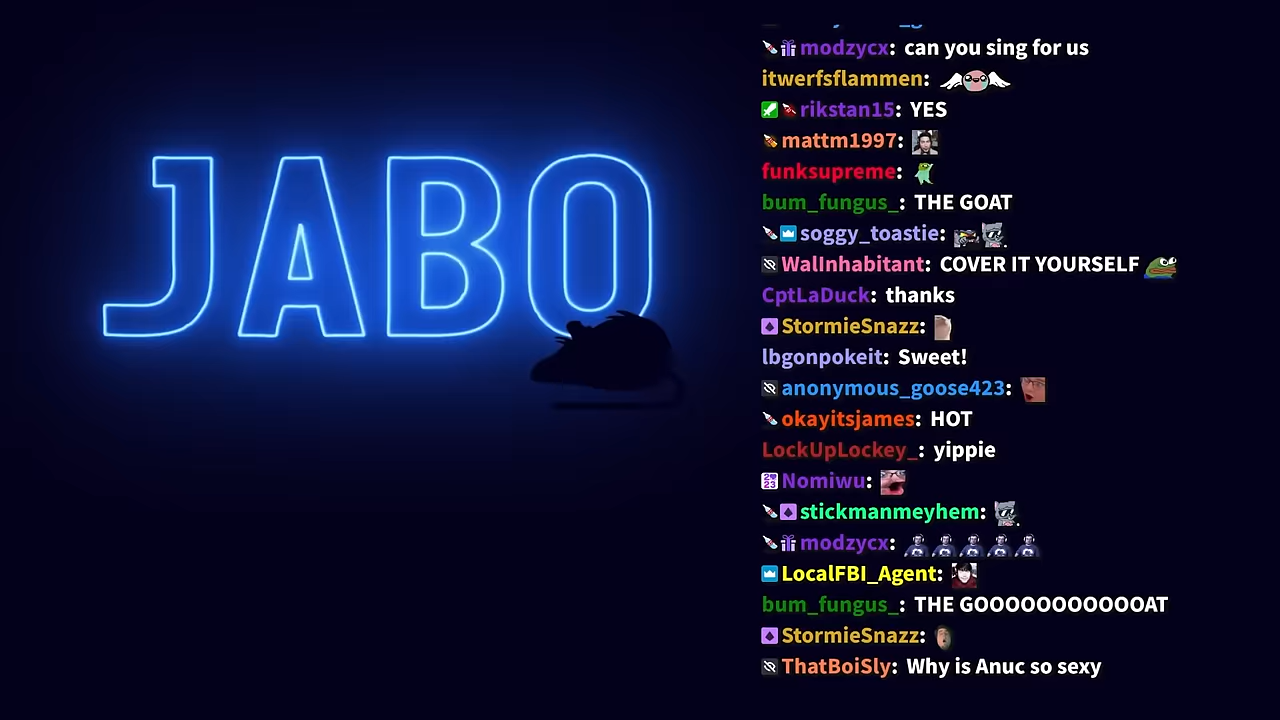 JABO
modzycx: can you sing for us
itwerfsflammen:
rikstan15: YES
mattm1997:
funksupreme:
bum_fungus_: THE GOAT
soggy_toastie:
WalInhabitant: COVER IT YOURSELF
CptLaDuck: thanks
StormieSnazz:
lbgonpokeit: Sweet!
anonymous_goose423:
okayitsjames: HOT
LockUpLockey_: yippie
Nomiwu:
stickmanmeyhem:
modzycx:
LocalFBI_Agent:
bum_fungus_: THE GOOOOOOOOOOOAT
StormieSnazz:
ThatBoiSly: Why is Anuc so sexy